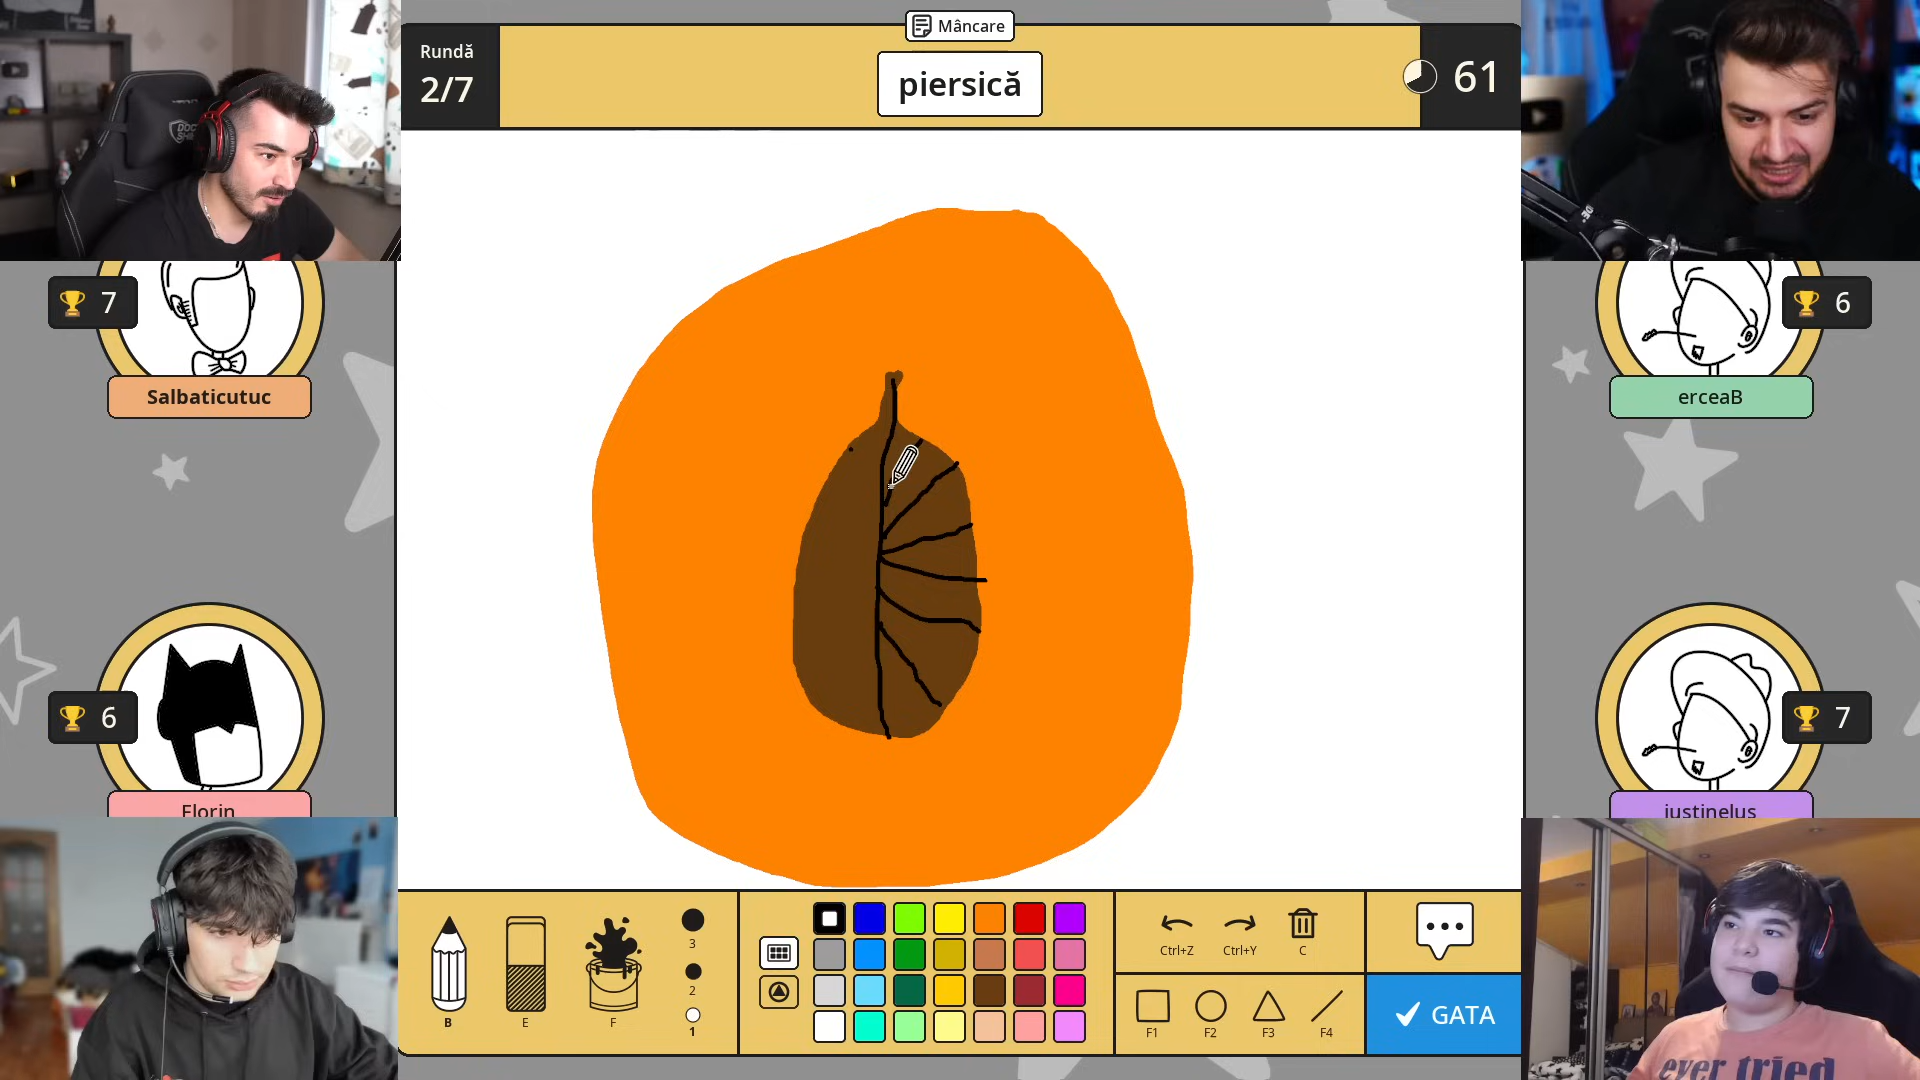 Mâncare
Rundă
2/7
piersică
61
7
Salbaticutuc
6
erceaB
6
Florin
7
iustinelus
B
E
F
3
2
1
Ctrl+Z
Ctrl+Y
C
F1
F2
F3
F4
GATA
ever tried